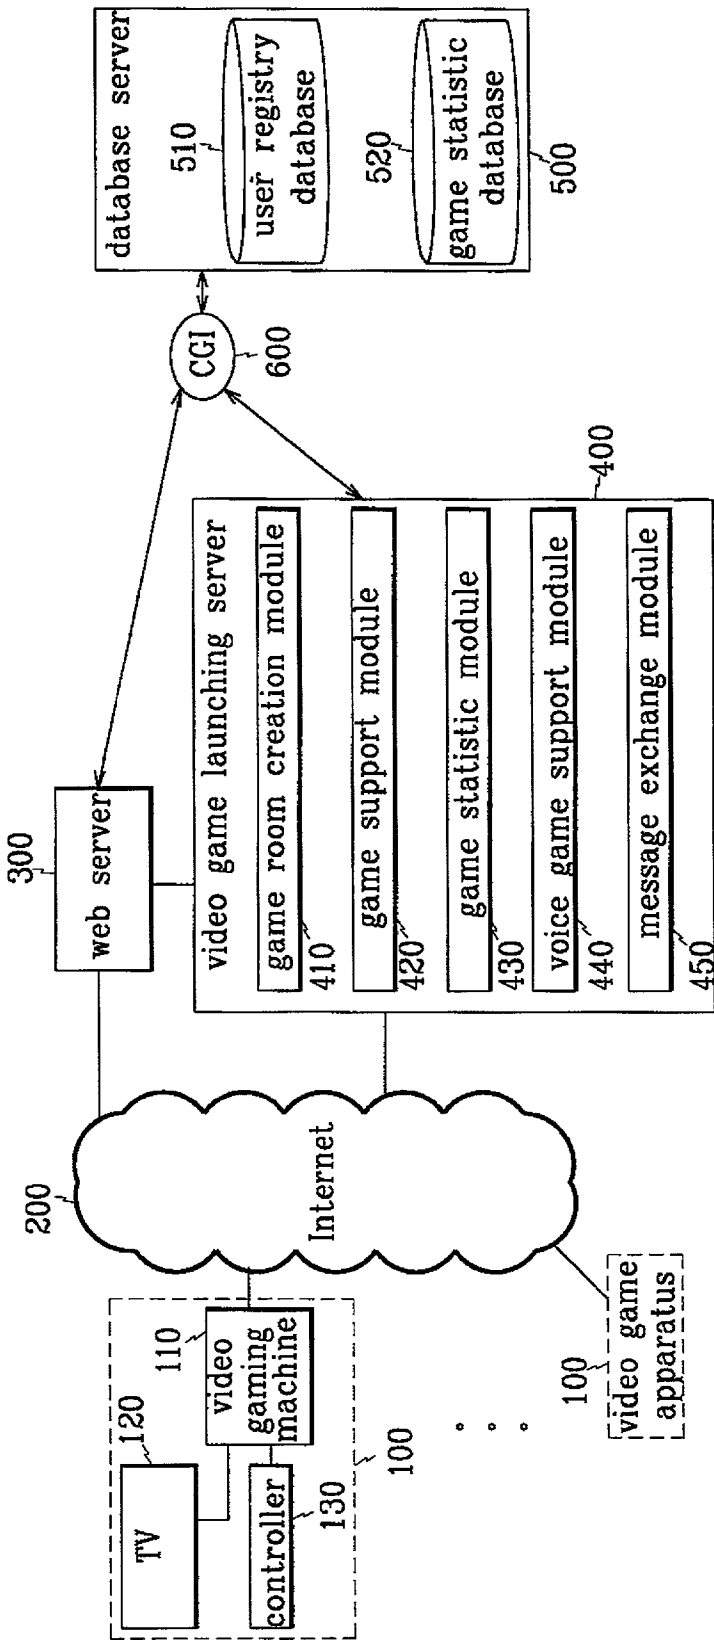 120
TV
110
video
gaming
machine
controller
130
100
100
video game
apparatus
200
Internet
300
web server
video game launching server
game room creation module
410
game support module
420
game statistic module
430
voice game support module
440
message exchange module
450
400
CGI
600
database server
510
user registry
database
520
game statistic
database
500